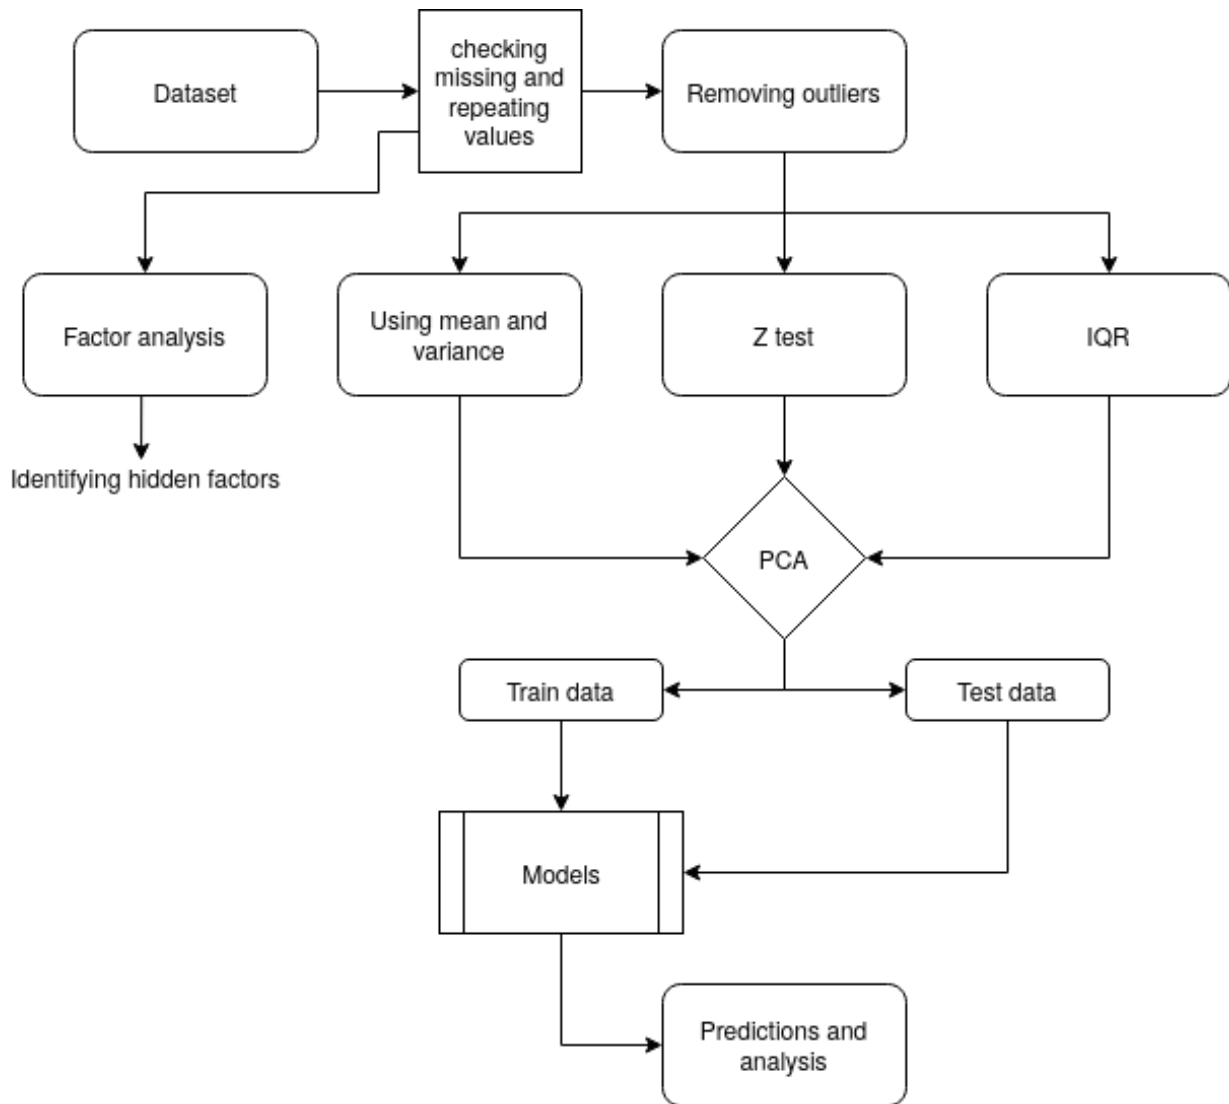 Dataset
checking
missing and
repeating
values
Removing outliers
Factor analysis
Using mean and
variance
Z test
IQR
Identifying hidden factors
PCA
Train data
Test data
Models
Predictions and
analysis